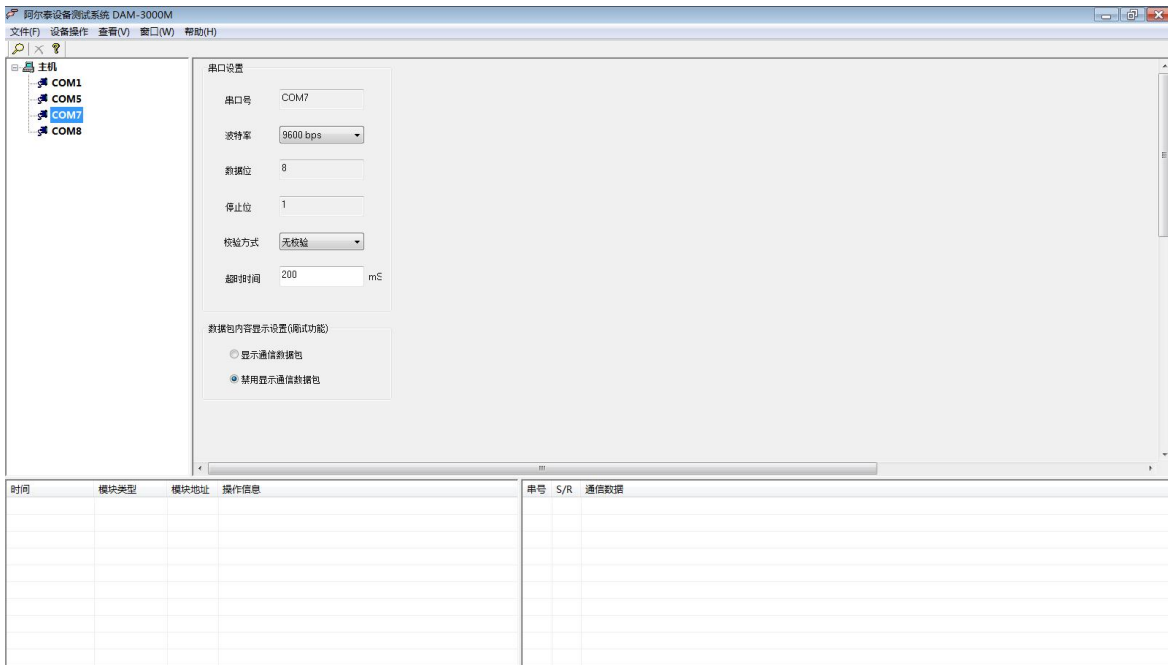 阿尔泰设备测试系统 DAM-3000M
文件(F) 设备操作 查看(V) 窗口(W) 帮助(H)
主机
COM1
COM5
COM7
COM8
串口设置
串口号 COM7
波特率 9600 bps
数据位 8
停止位 1
校验方式 无校验
超时时间 200 mS
数据包内容显示设置(调试功能)
显示通信数据包
禁用显示通信数据包
时间 模块类型 模块地址 操作信息
串号 S/R 通信数据